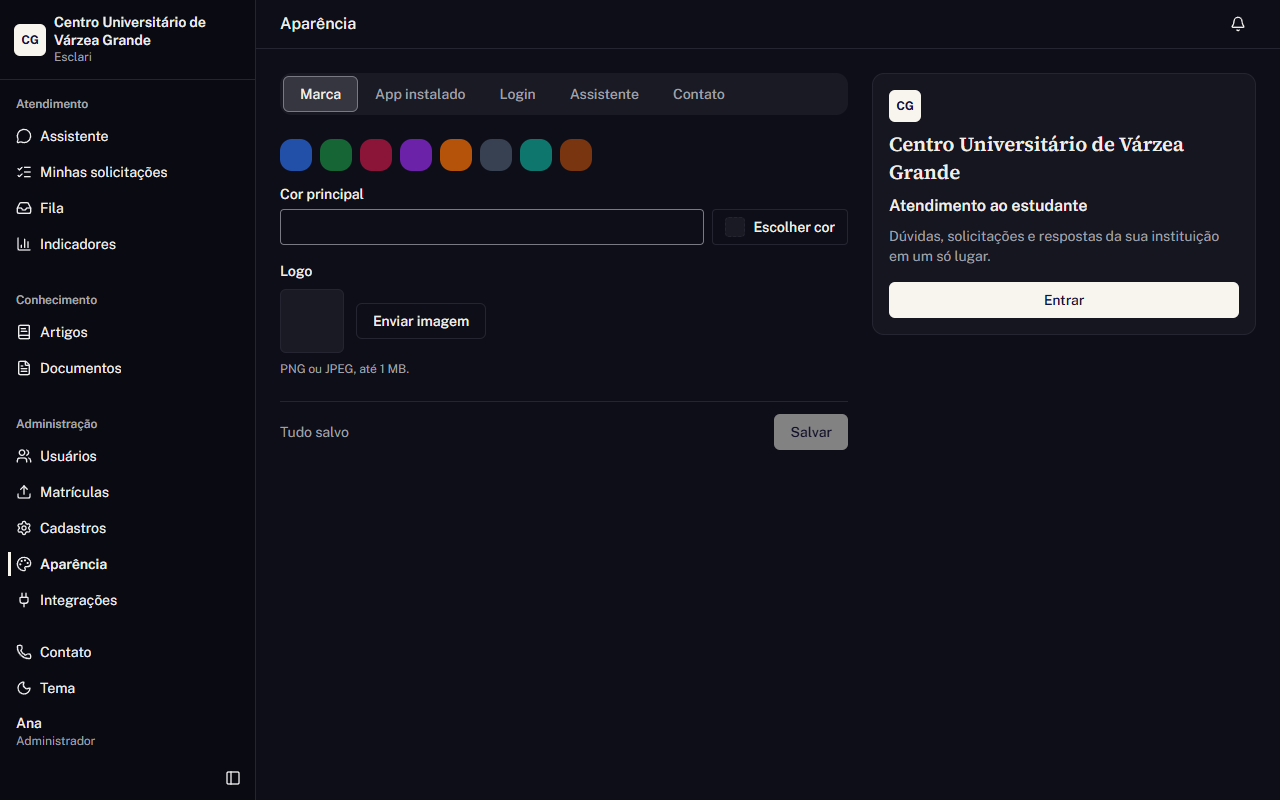 CG
Centro Universitário de
Várzea Grande
Esclari
Atendimento
Assistente
Minhas solicitações
Fila
Indicadores
Conhecimento
Artigos
Documentos
Administração
Usuários
Matrículas
Cadastros
Aparência
Integrações
Contato
Tema
Ana
Administrador
Aparência
Marca
App instalado
Login
Assistente
Contato
Cor principal
Escolher cor
Logo
Enviar imagem
PNG ou JPEG, até 1 MB.
Tudo salvo
Salvar
CG
Centro Universitário de Várzea
Grande
Atendimento ao estudante
Dúvidas, solicitações e respostas da sua instituição
em um só lugar.
Entrar